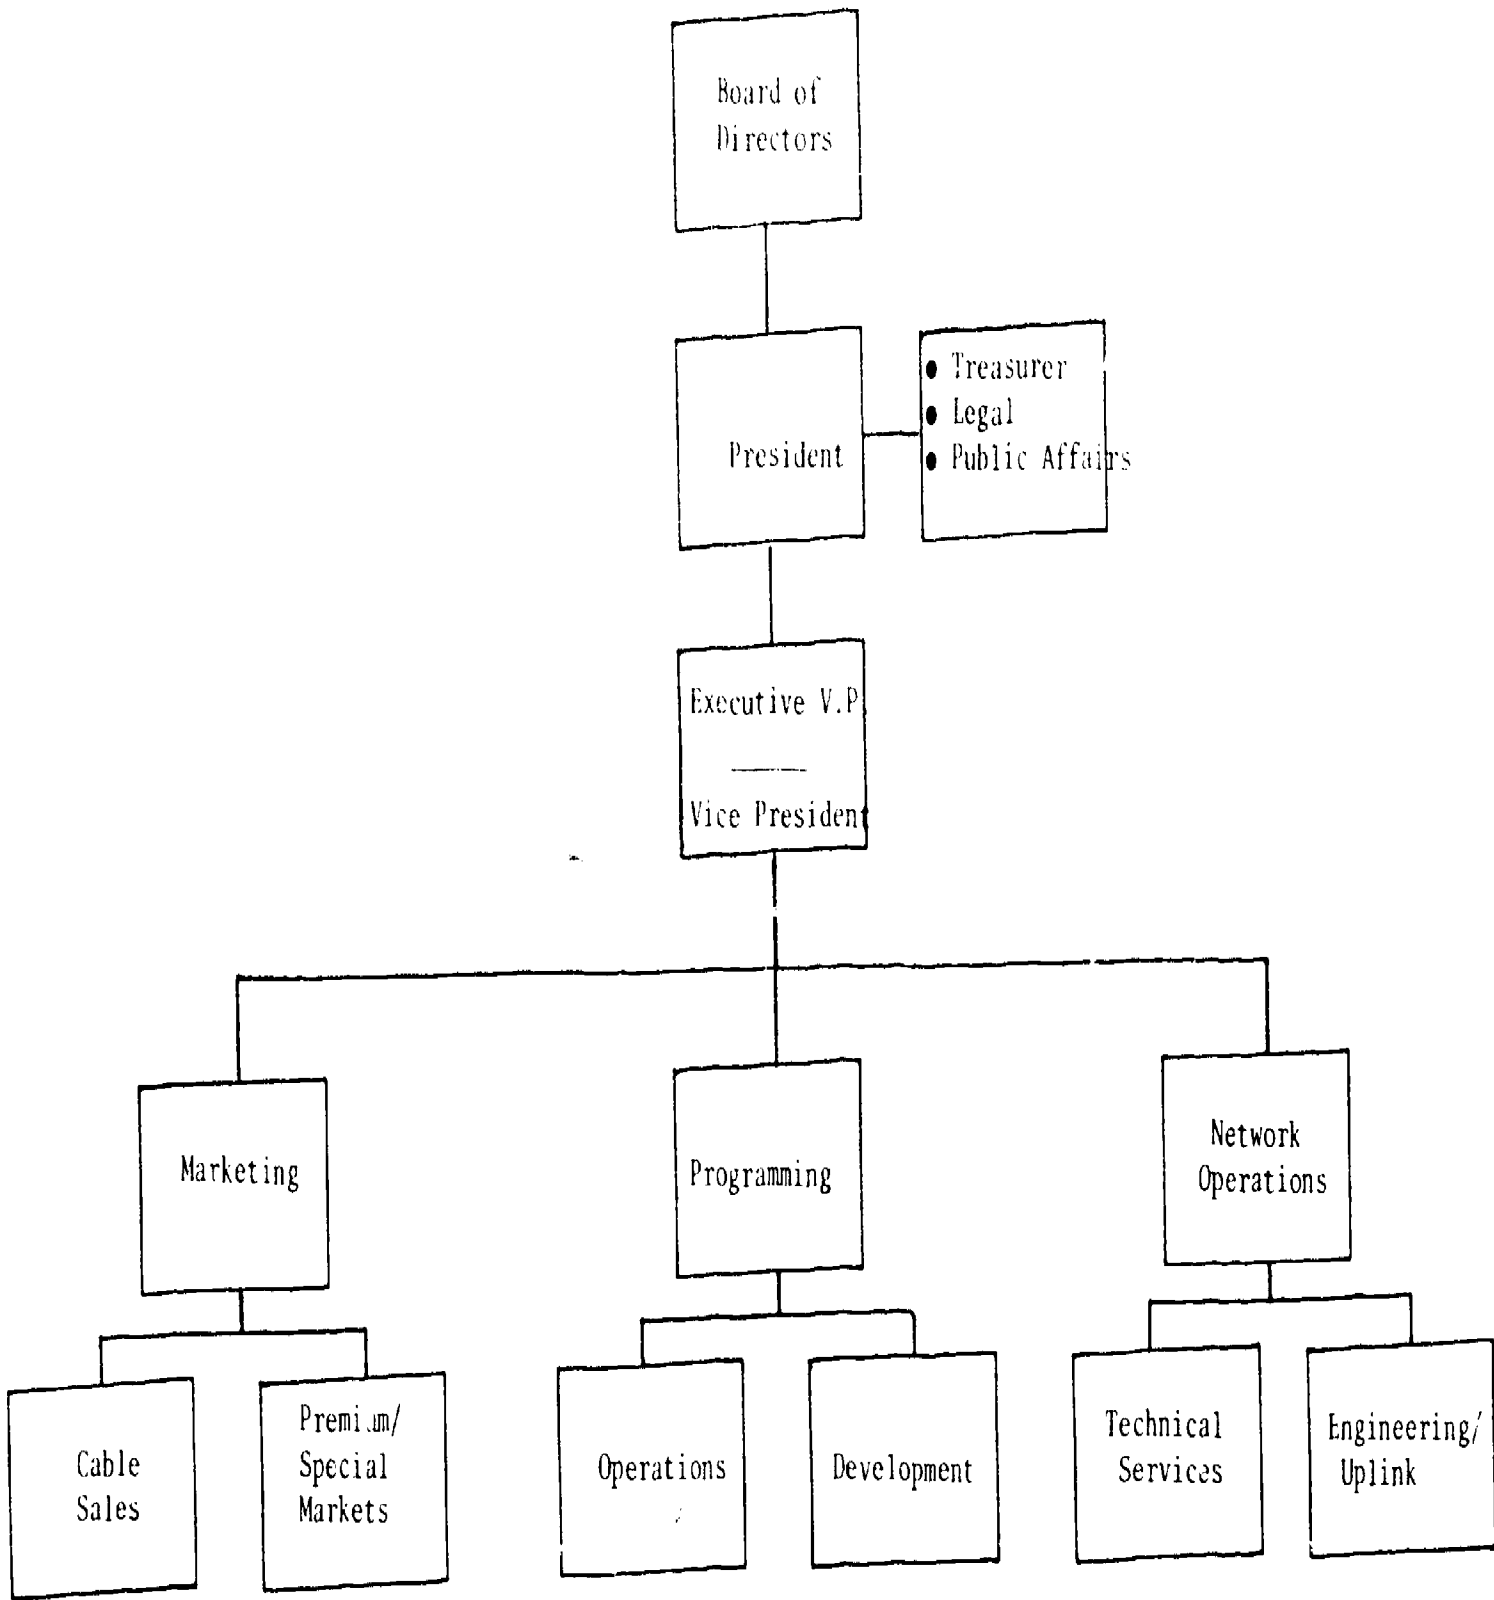 Board of
Directors
President
● Treasurer
● Legal
● Public Affairs
Executive V.P
Vice President
Marketing
Programming
Network
Operations
Cable
Sales
Premium/
Special
Markets
Operations
Development
Technical
Services
Engineering/
Uplink